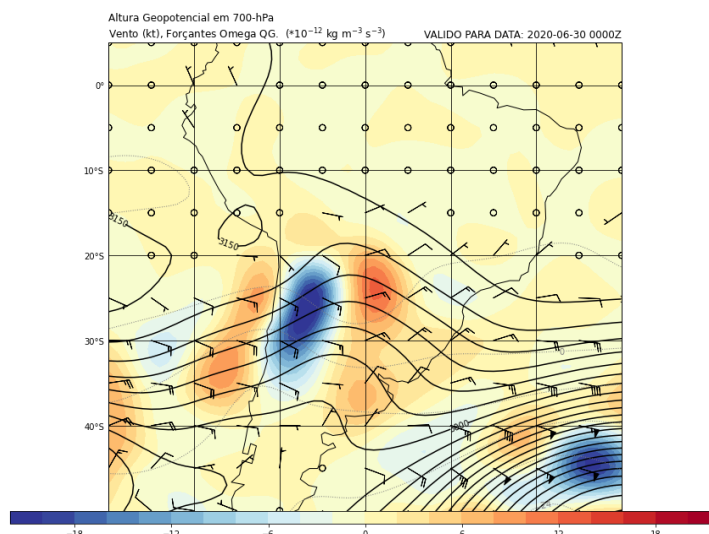 Altura Geopotencial em 700-hPa
Vento (kt), Forçantes Omega QG. (*10⁻¹² kg m⁻³ s⁻³) VALIDO PARA DATA: 2020-06-30 0000Z
0°
10°S
3150
3150
20°S
30°S
0
40°S
3000
−18 −12 −6 0 6 12 18